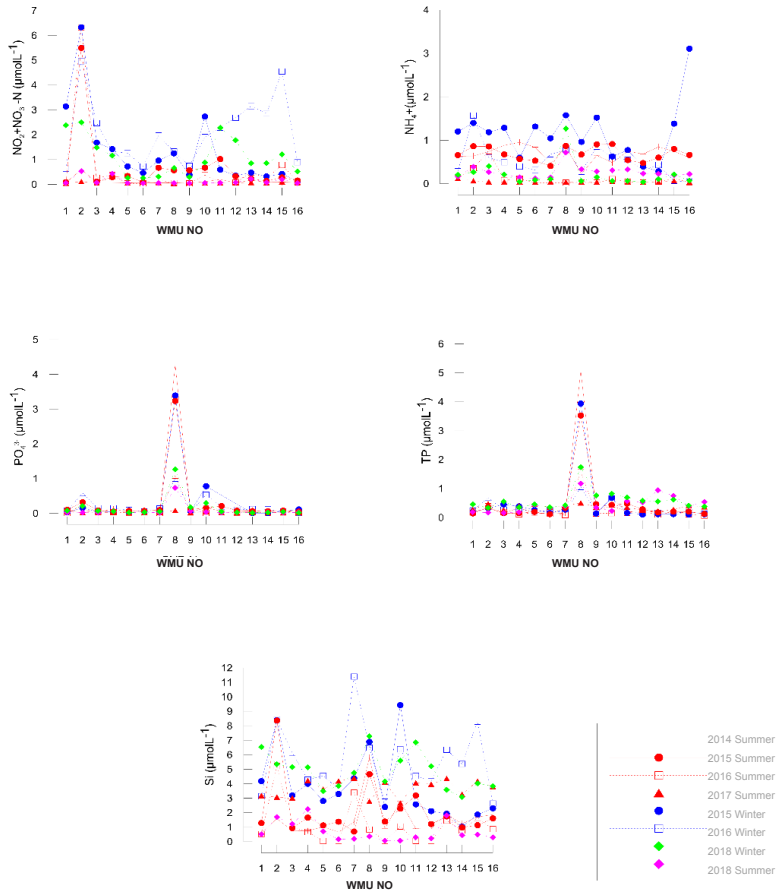 7
6
5
4
3
2
1
0
NO₂+NO₃⁻-N (μmolL⁻¹)
1 2 3 4 5 6 7 8 9 10 11 12 13 14 15 16
WMU NO
4
3
2
1
0
NH₄+(μmolL⁻¹)
1 2 3 4 5 6 7 8 9 10 11 12 13 14 15 16
WMU NO
5
4
3
2
1
0
PO₄³⁻ (μmolL⁻¹)
1 2 3 4 5 6 7 8 9 10 11 12 13 14 15 16
WMU NO
6
5
4
3
2
1
0
TP (μmolL⁻¹)
1 2 3 4 5 6 7 8 9 10 11 12 13 14 15 16
WMU NO
12
11
10
9
8
7
6
5
4
3
2
1
0
Si (μmolL⁻¹)
1 2 3 4 5 6 7 8 9 10 11 12 13 14 15 16
WMU NO
2014 Summer
2015 Summer
2016 Summer
2017 Summer
2015 Winter
2016 Winter
2018 Winter
2018 Summer